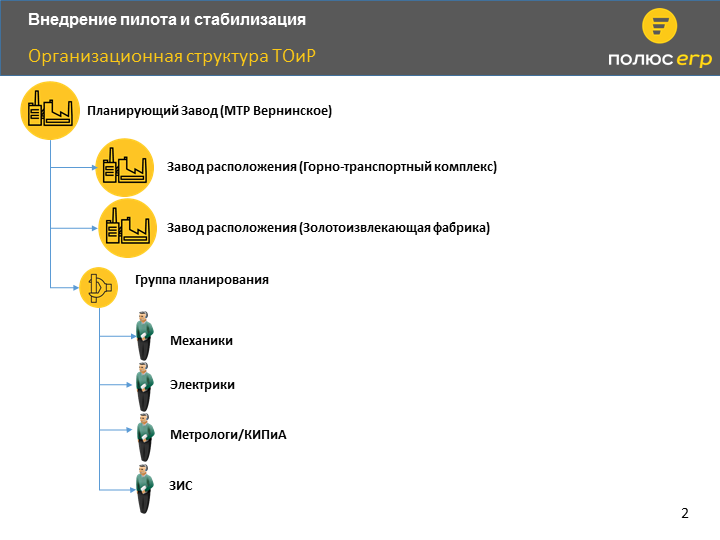 Внедрение пилота и стабилизация
Организационная структура ТОиР
ПОЛЮС егр
Планирующий Завод (МТР Вернинское)
Завод расположения (Горно-транспортный комплекс)
Завод расположения (Золотоизвлекающая фабрика)
Группа планирования
Механики
Электрики
Метрологи/КИПиА
ЗИС
2